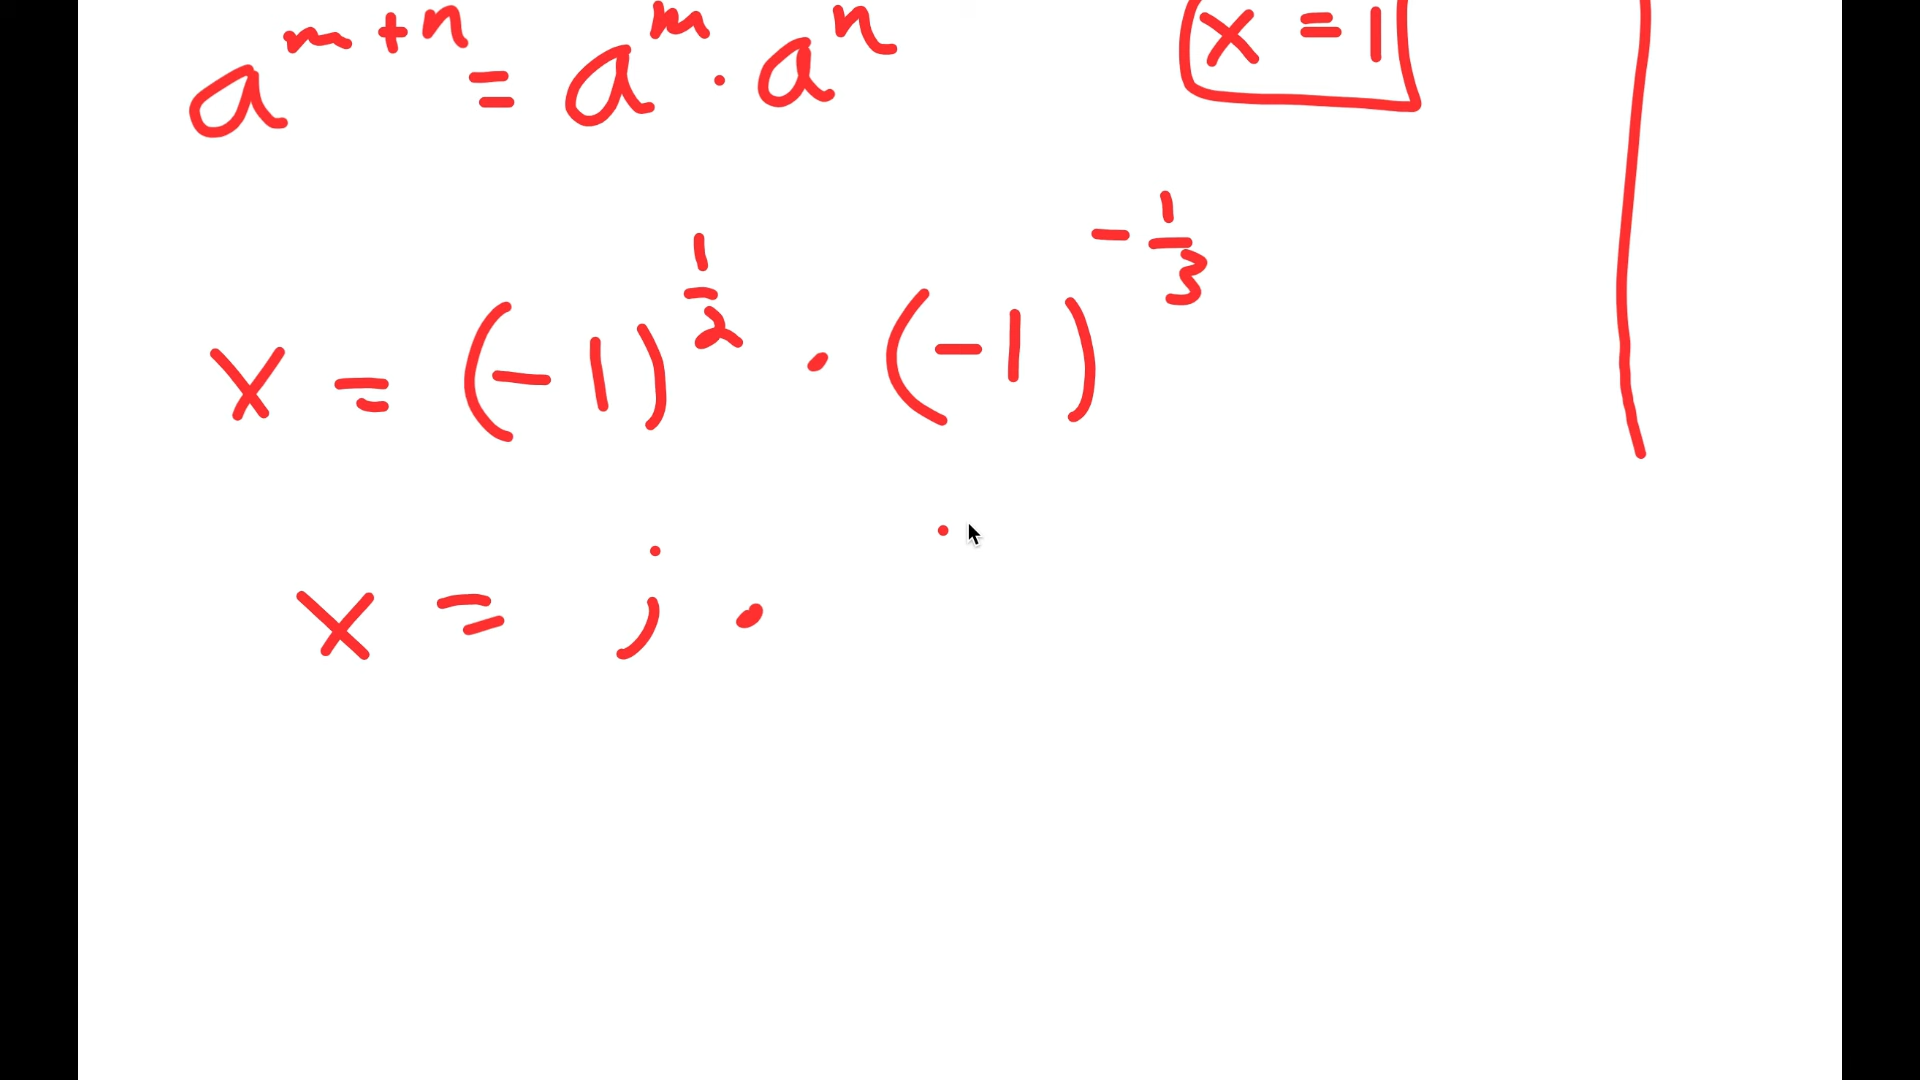 a^{m+n} = a^m · a^n
x = 1
x = (-1)^{1/2} · (-1)^{-1/3}
x = i ·